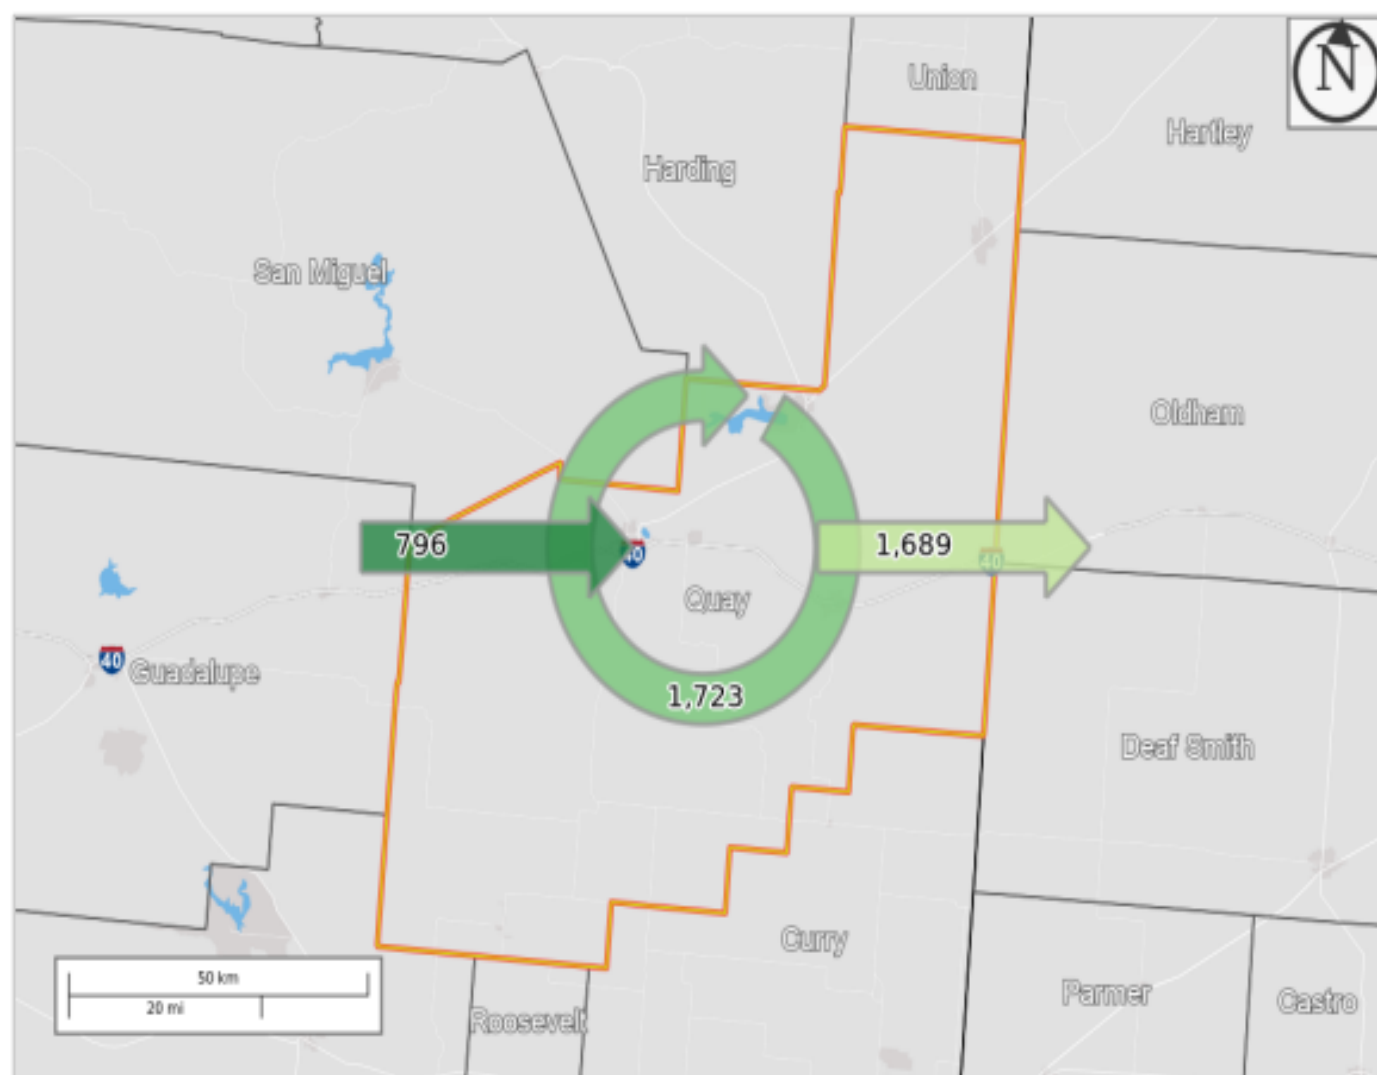 Union
N
Hartley
Harding
San Miguel
Oldham
796
1,689
40
40
Quay
40
Guadalupe
1,723
Deaf Smith
Curry
50 km
20 mi
Parmer
Castro
Roosevelt